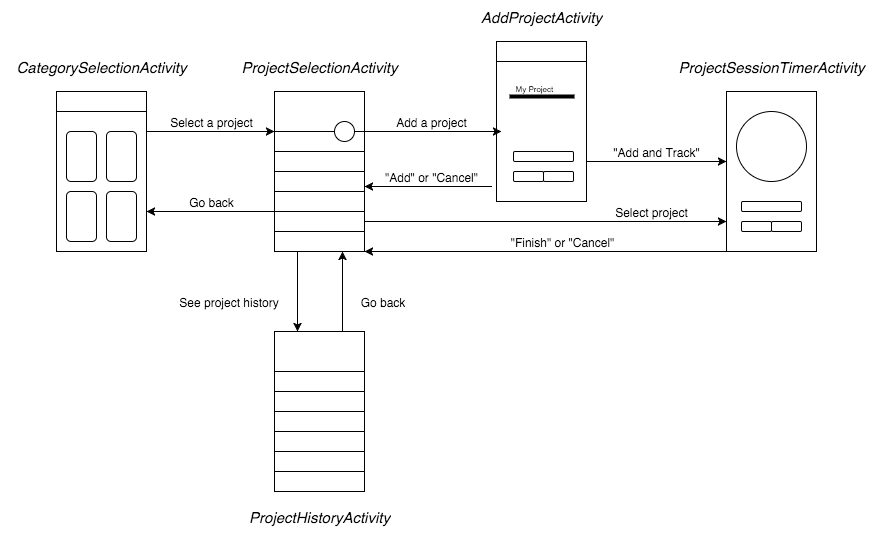 AddProjectActivity
CategorySelectionActivity
ProjectSelectionActivity
ProjectSessionTimerActivity
My Project
Select a project
Add a project
"Add and Track"
"Add" or "Cancel"
Go back
Select project
"Finish" or "Cancel"
See project history
Go back
ProjectHistoryActivity